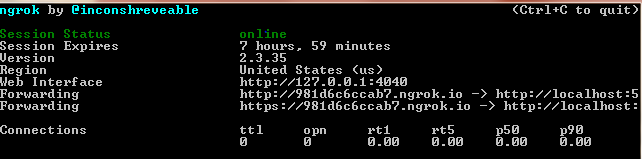 ngrok by @inconshreveable (Ctrl+C to quit)
Session Status online
Session Expires 7 hours, 59 minutes
Version 2.3.35
Region United States (us)
Web Interface http://127.0.0.1:4040
Forwarding http://981d6c6ccab7.ngrok.io -> http://localhost:5
Forwarding https://981d6c6ccab7.ngrok.io -> http://localhost:
Connections ttl opn rt1 rt5 p50 p90
0 0 0.00 0.00 0.00 0.00